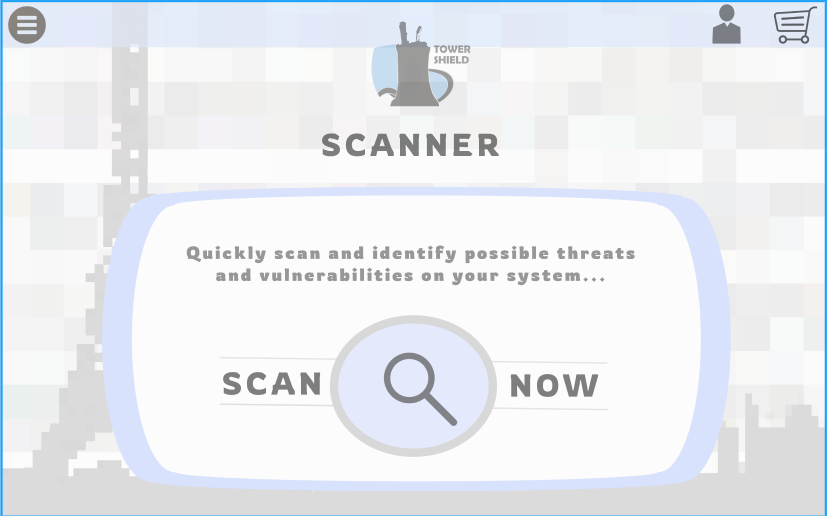 TOWER
SHIELD
SCANNER
Quickly scan and identify possible threats
and vulnerabilities on your system...
SCAN NOW